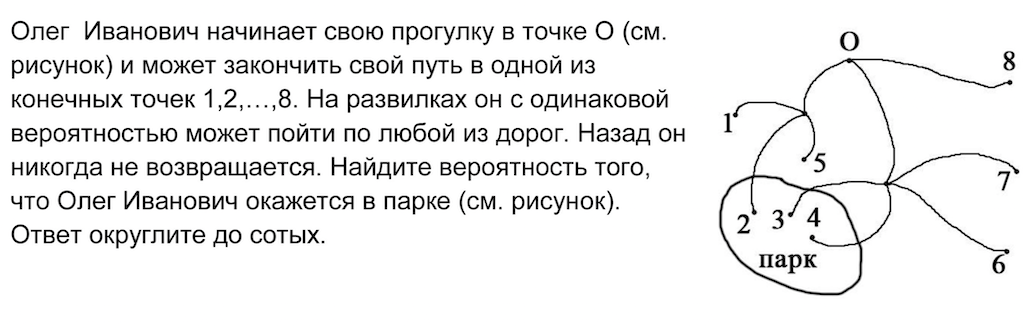 Олег Иванович начинает свою прогулку в точке О (см.
рисунок) и может закончить свой путь в одной из
конечных точек 1,2,...,8. На развилках он с одинаковой
вероятностью может пойти по любой из дорог. Назад он
никогда не возвращается. Найдите вероятность того,
что Олег Иванович окажется в парке (см. рисунок).
Ответ округлите до сотых.
О
8
1
5
7
2
3
4
парк
6